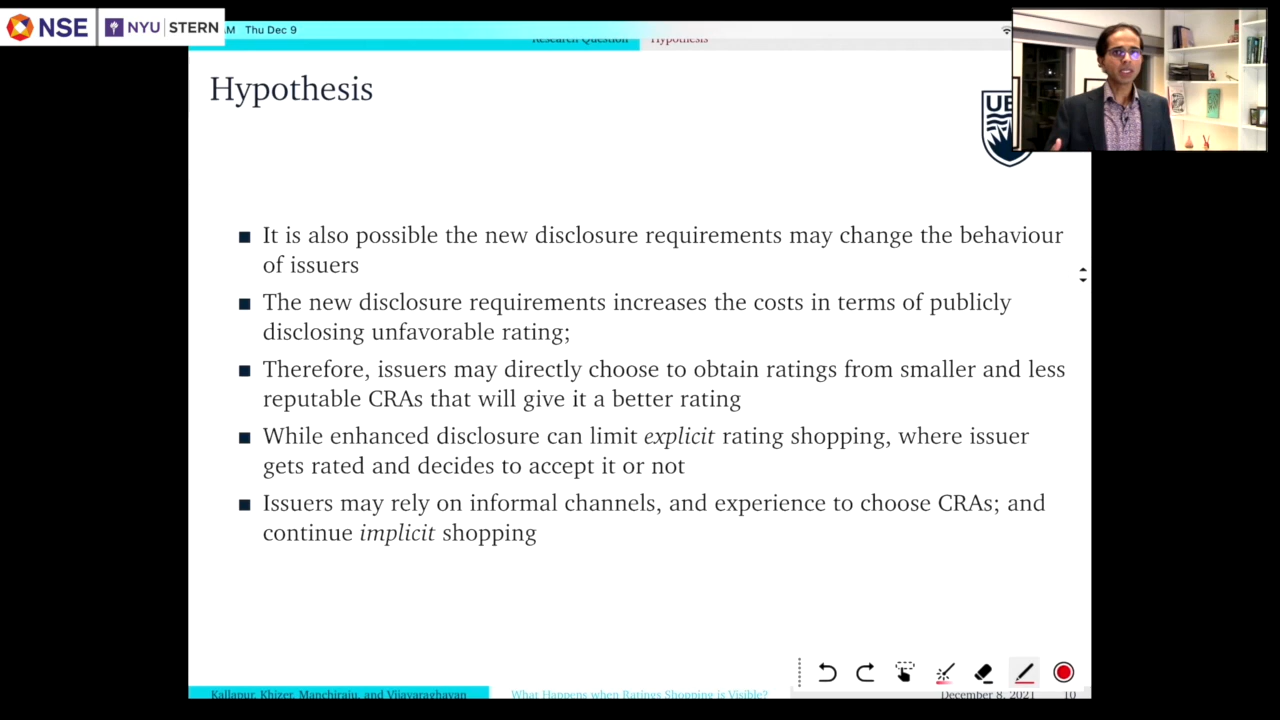 NSE NYU STERN
AM Thu Dec 9
Research Question Hypothesis
Hypothesis
UB
It is also possible the new disclosure requirements may change the behaviour
of issuers
The new disclosure requirements increases the costs in terms of publicly
disclosing unfavorable rating;
Therefore, issuers may directly choose to obtain ratings from smaller and less
reputable CRAs that will give it a better rating
While enhanced disclosure can limit explicit rating shopping, where issuer
gets rated and decides to accept it or not
Issuers may rely on informal channels, and experience to choose CRAs; and
continue implicit shopping
Kallapur, Khizer, Manchiraju, and Vijayaraghavan What Happens when Ratings Shopping is Visible? December 8, 2021 10